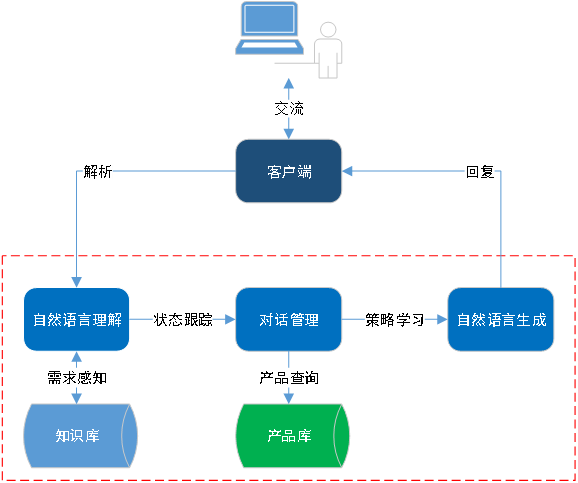 交流
客户端
解析
回复
自然语言理解
状态跟踪
对话管理
策略学习
自然语言生成
需求感知
产品查询
知识库
产品库